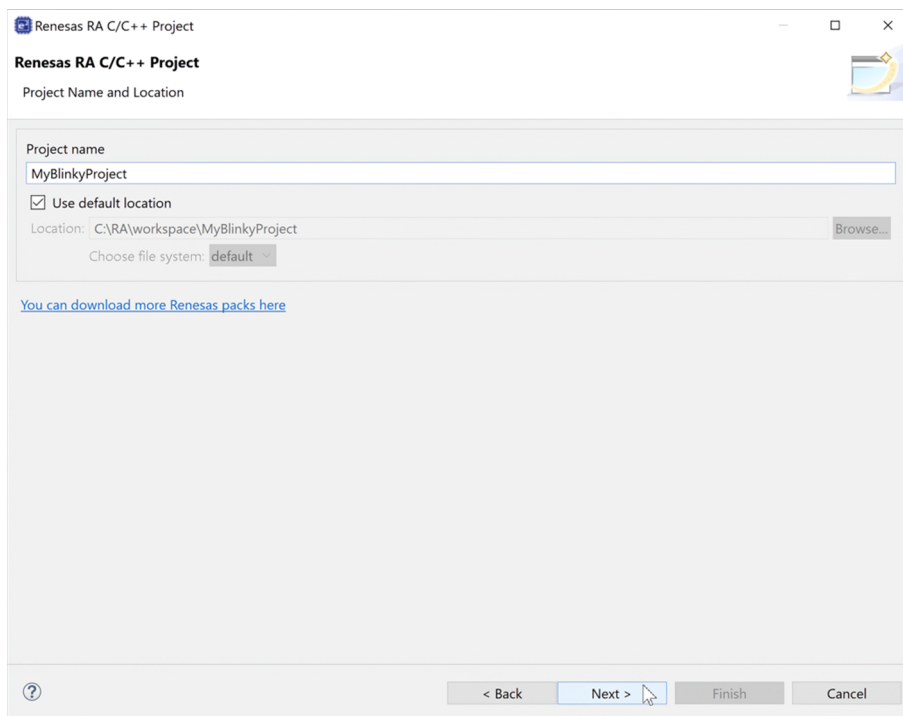 Renesas RA C/C++ Project
Renesas RA C/C++ Project
Project Name and Location
Project name
MyBlinkyProject
Use default location
Location: C:\RA\workspace\MyBlinkyProject Browse...
Choose file system: default
You can download more Renesas packs here
? < Back Next > Finish Cancel